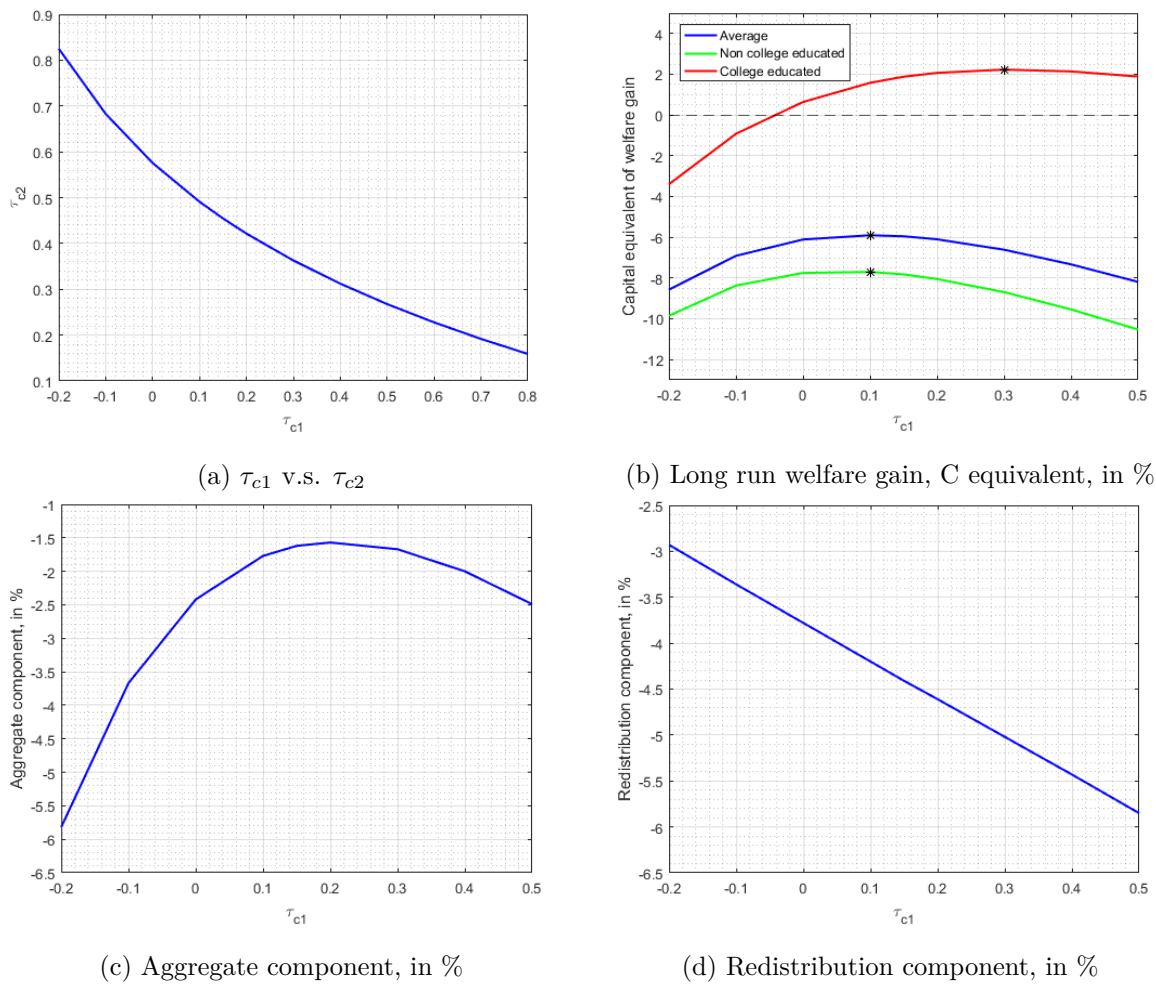 0.9
0.8
0.7
0.6
0.5
0.4
0.3
0.2
0.1
τc2
-0.2 -0.1 0 0.1 0.2 0.3 0.4 0.5 0.6 0.7 0.8
τc1
(a) τc1 v.s. τc2
Average
Non college educated
College educated
4
2
0
-2
-4
-6
-8
-10
-12
Capital equivalent of welfare gain
-0.2 -0.1 0 0.1 0.2 0.3 0.4 0.5
τc1
(b) Long run welfare gain, C equivalent, in %
-1
-1.5
-2
-2.5
-3
-3.5
-4
-4.5
-5
-5.5
-6
-6.5
Aggregate component, in %
-0.2 -0.1 0 0.1 0.2 0.3 0.4 0.5
τc1
(c) Aggregate component, in %
-2.5
-3
-3.5
-4
-4.5
-5
-5.5
-6
-6.5
Redistribution component, in %
-0.2 -0.1 0 0.1 0.2 0.3 0.4 0.5
τc1
(d) Redistribution component, in %